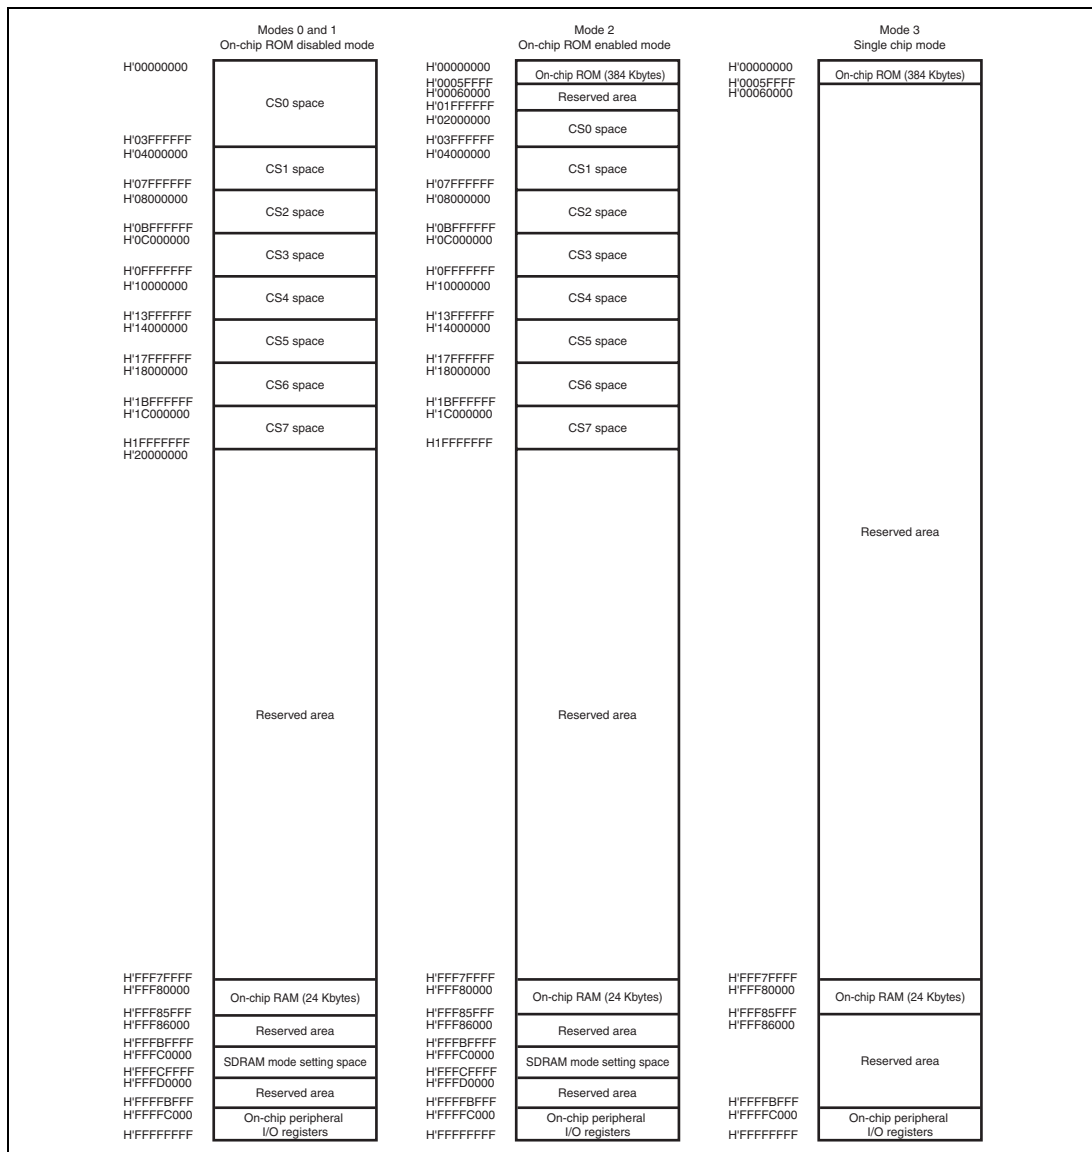 Modes 0 and 1
On-chip ROM disabled mode
H'00000000
CS0 space
H'03FFFFFF
H'04000000
CS1 space
H'07FFFFFF
H'08000000
CS2 space
H'0BFFFFFF
H'0C000000
CS3 space
H'0FFFFFFF
H'10000000
CS4 space
H'13FFFFFF
H'14000000
CS5 space
H'17FFFFFF
H'18000000
CS6 space
H'1BFFFFFF
H'1C000000
CS7 space
H1FFFFFFF
H'20000000
Reserved area
H'FFF7FFFF
H'FFF80000
On-chip RAM (24 Kbytes)
H'FFF85FFF
H'FFF86000
Reserved area
H'FFFBFFFF
H'FFFC0000
SDRAM mode setting space
H'FFFCFFFF
H'FFFD0000
Reserved area
H'FFFFBFFF
H'FFFFC000
On-chip peripheral
I/O registers
H'FFFFFFFF
Mode 2
On-chip ROM enabled mode
H'00000000
On-chip ROM (384 Kbytes)
H'0005FFFF
H'00060000
Reserved area
H'01FFFFFF
H'02000000
CS0 space
H'03FFFFFF
H'04000000
CS1 space
H'07FFFFFF
H'08000000
CS2 space
H'0BFFFFFF
H'0C000000
CS3 space
H'0FFFFFFF
H'10000000
CS4 space
H'13FFFFFF
H'14000000
CS5 space
H'17FFFFFF
H'18000000
CS6 space
H'1BFFFFFF
H'1C000000
CS7 space
H1FFFFFFF
Reserved area
H'FFF7FFFF
H'FFF80000
On-chip RAM (24 Kbytes)
H'FFF85FFF
H'FFF86000
Reserved area
H'FFFBFFFF
H'FFFC0000
SDRAM mode setting space
H'FFFCFFFF
H'FFFD0000
Reserved area
H'FFFFBFFF
H'FFFFC000
On-chip peripheral
I/O registers
H'FFFFFFFF
Mode 3
Single chip mode
H'00000000
On-chip ROM (384 Kbytes)
H'0005FFFF
H'00060000
Reserved area
H'FFF7FFFF
H'FFF80000
On-chip RAM (24 Kbytes)
H'FFF85FFF
H'FFF86000
Reserved area
H'FFFFBFFF
H'FFFFC000
On-chip peripheral
I/O registers
H'FFFFFFFF